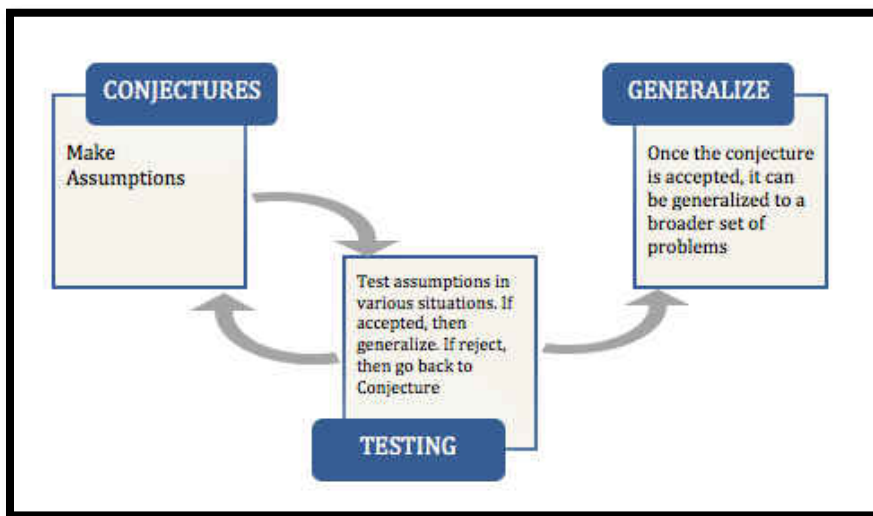 CONJECTURES
Make
Assumptions
GENERALIZE
Once the conjecture
is accepted, it can
be generalized to a
broader set of
problems
Test assumptions in
various situations. If
accepted, then
generalize. If reject,
then go back to
Conjecture
TESTING